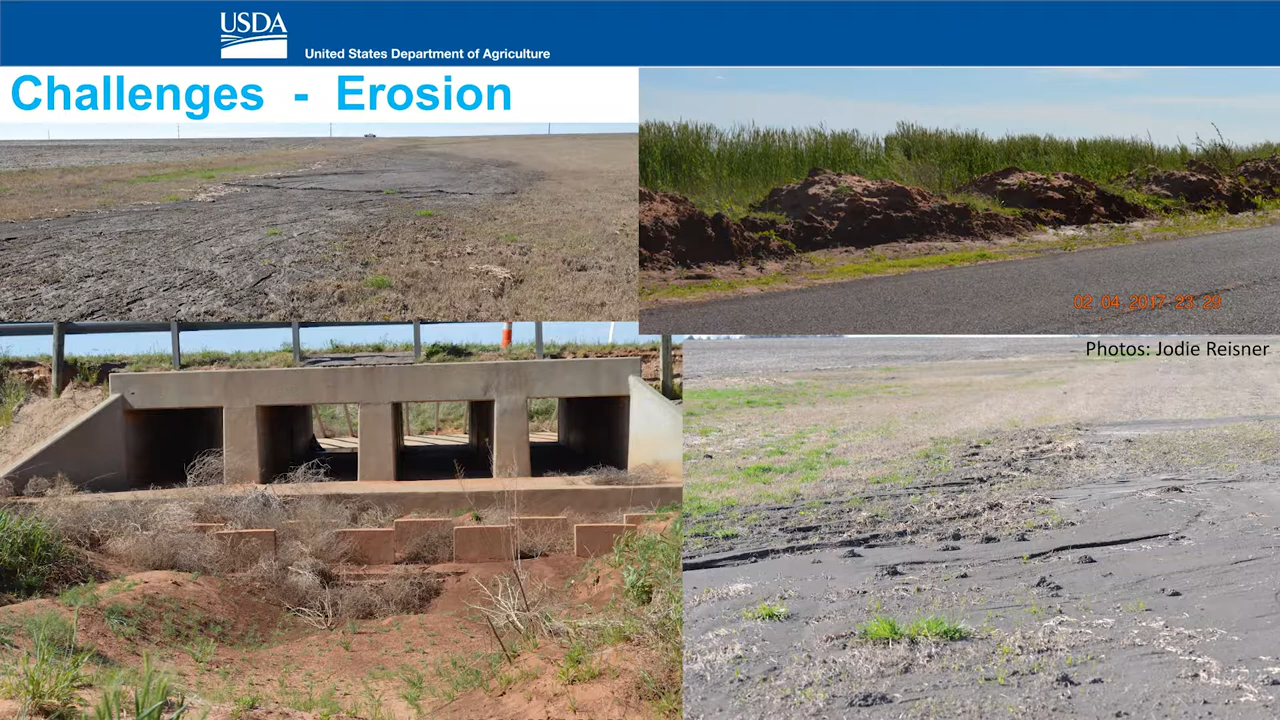 USDA
United States Department of Agriculture
Challenges - Erosion
02 04 2017 23 29
Photos: Jodie Reisner